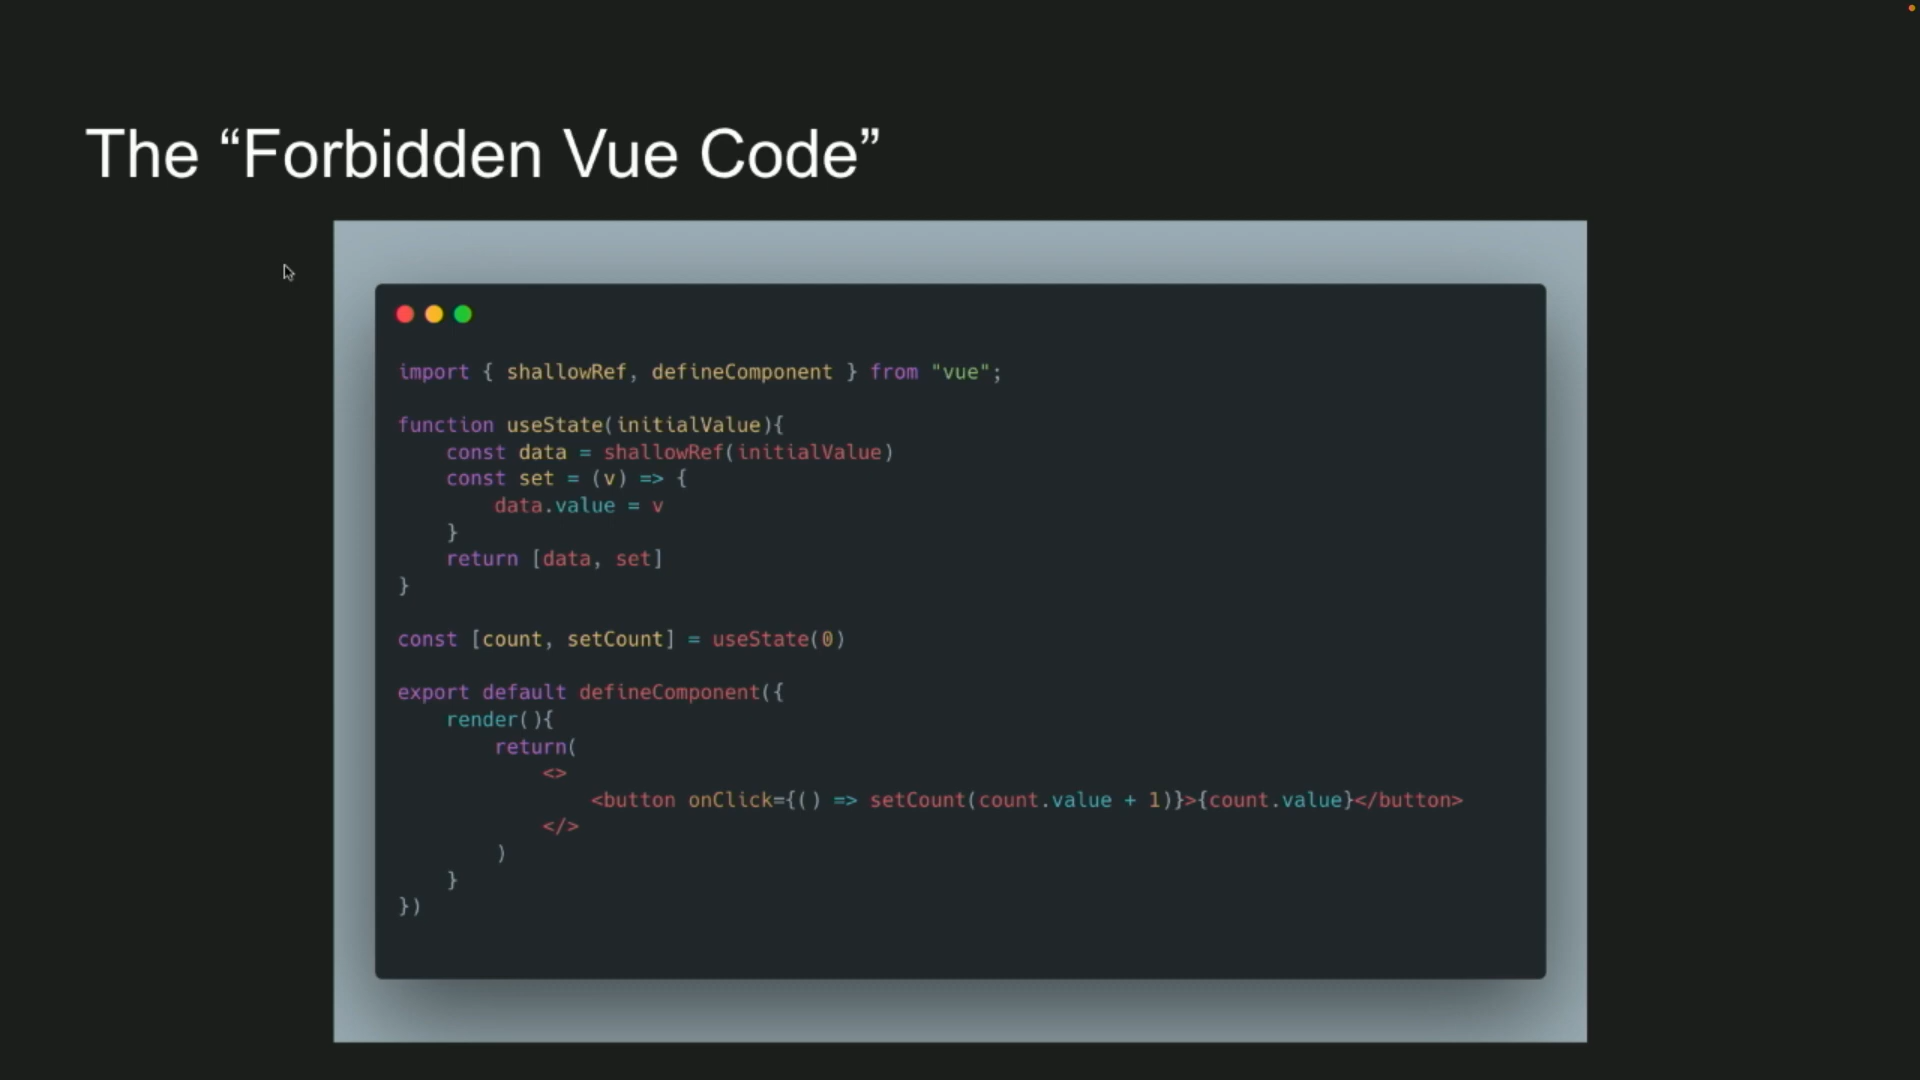 The “Forbidden Vue Code”
import { shallowRef, defineComponent } from "vue";
function useState(initialValue){
    const data = shallowRef(initialValue)
    const set = (v) => {
        data.value = v
    }
    return [data, set]
}
const [count, setCount] = useState(0)
export default defineComponent({
    render(){
        return(
            <>
                <button onClick={() => setCount(count.value + 1)}>{count.value}</button>
            </>
        )
    }
})